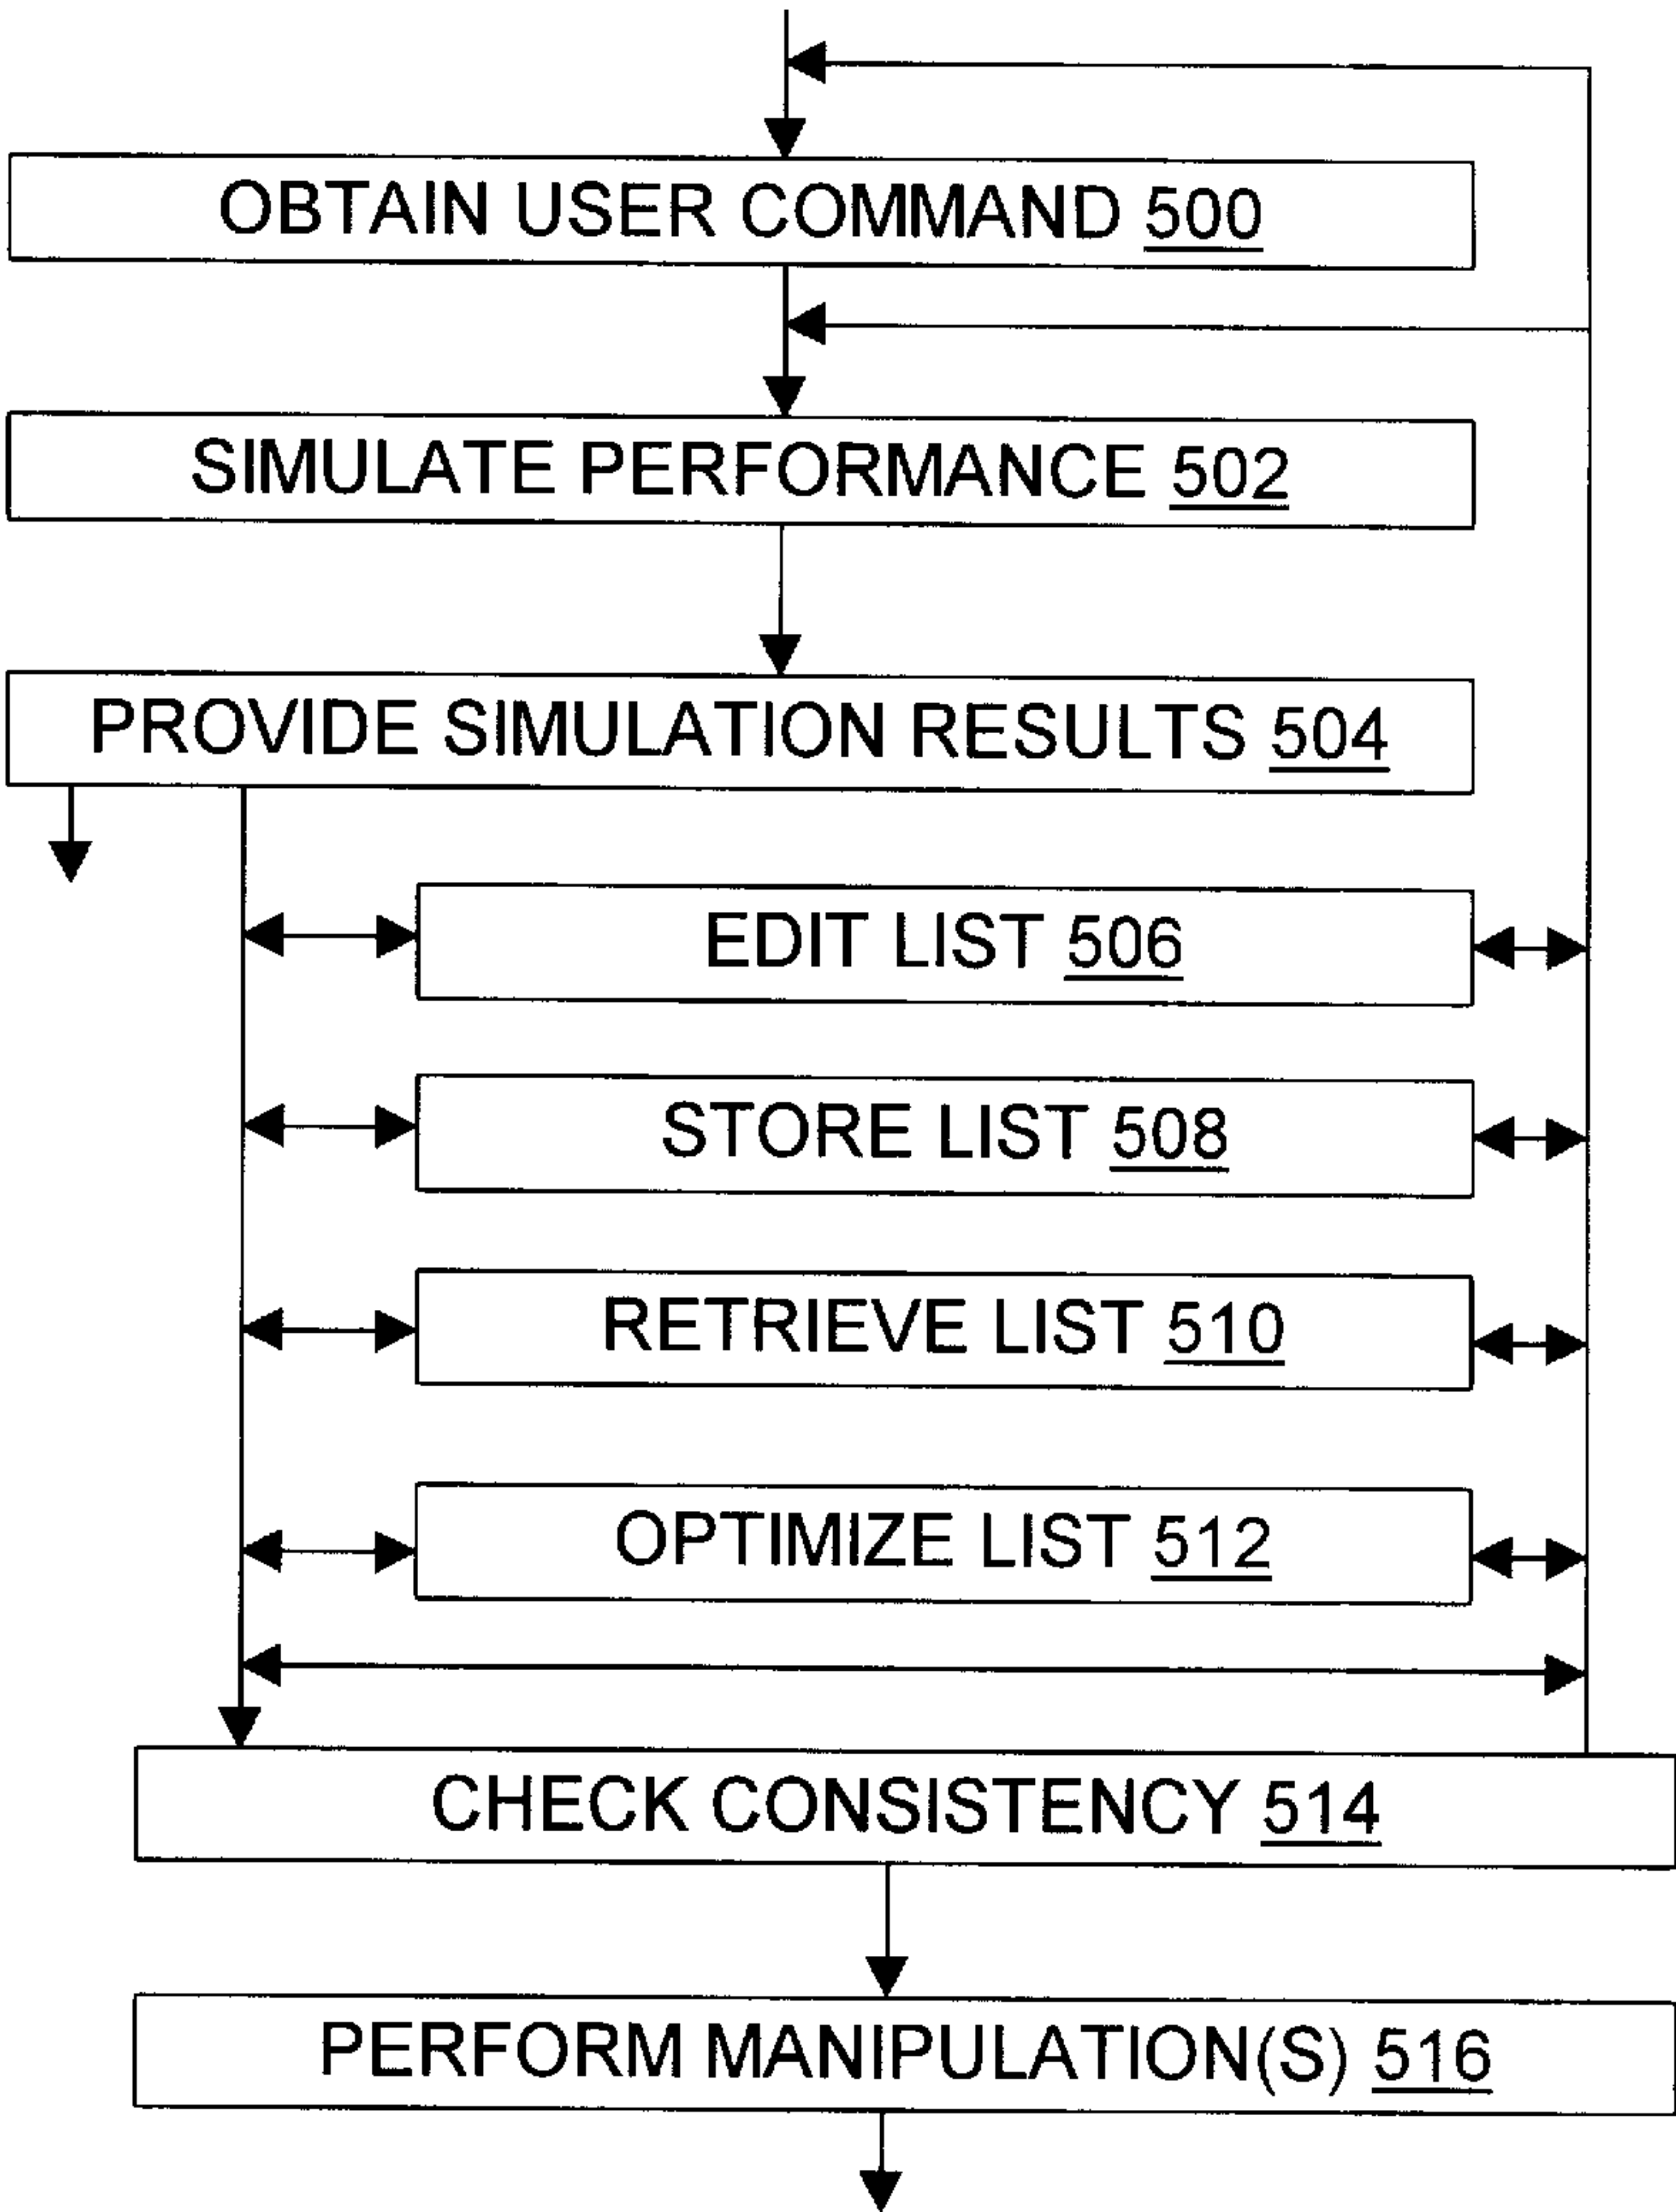 OBTAIN USER COMMAND 500
SIMULATE PERFORMANCE 502
PROVIDE SIMULATION RESULTS 504
EDIT LIST 506
STORE LIST 508
RETRIEVE LIST 510
OPTIMIZE LIST 512
CHECK CONSISTENCY 514
PERFORM MANIPULATION(S) 516